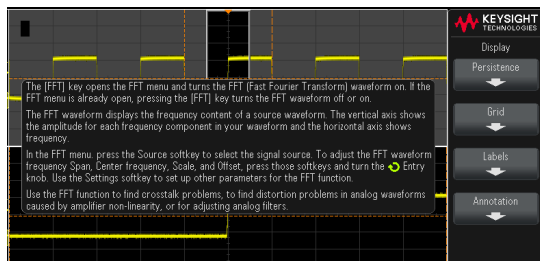 KEYSIGHT
TECHNOLOGIES
Display
Persistence
Grid
Labels
Annotation
The [FFT] key opens the FFT menu and turns the FFT (Fast Fourier Transform) waveform on. If the
FFT menu is already open, pressing the [FFT] key turns the FFT waveform off or on.
The FFT waveform displays the frequency content of a source waveform. The vertical axis shows
the amplitude for each frequency component in your waveform and the horizontal axis shows
frequency.
In the FFT menu, press the Source softkey to select the signal source. To adjust the FFT waveform
frequency Span, Center frequency, Scale, and Offset, press those softkeys and turn the Entry
knob. Use the Settings softkey to set up other parameters for the FFT function.
Use the FFT function to find crosstalk problems, to find distortion problems in analog waveforms
caused by amplifier non-linearity, or for adjusting analog filters.